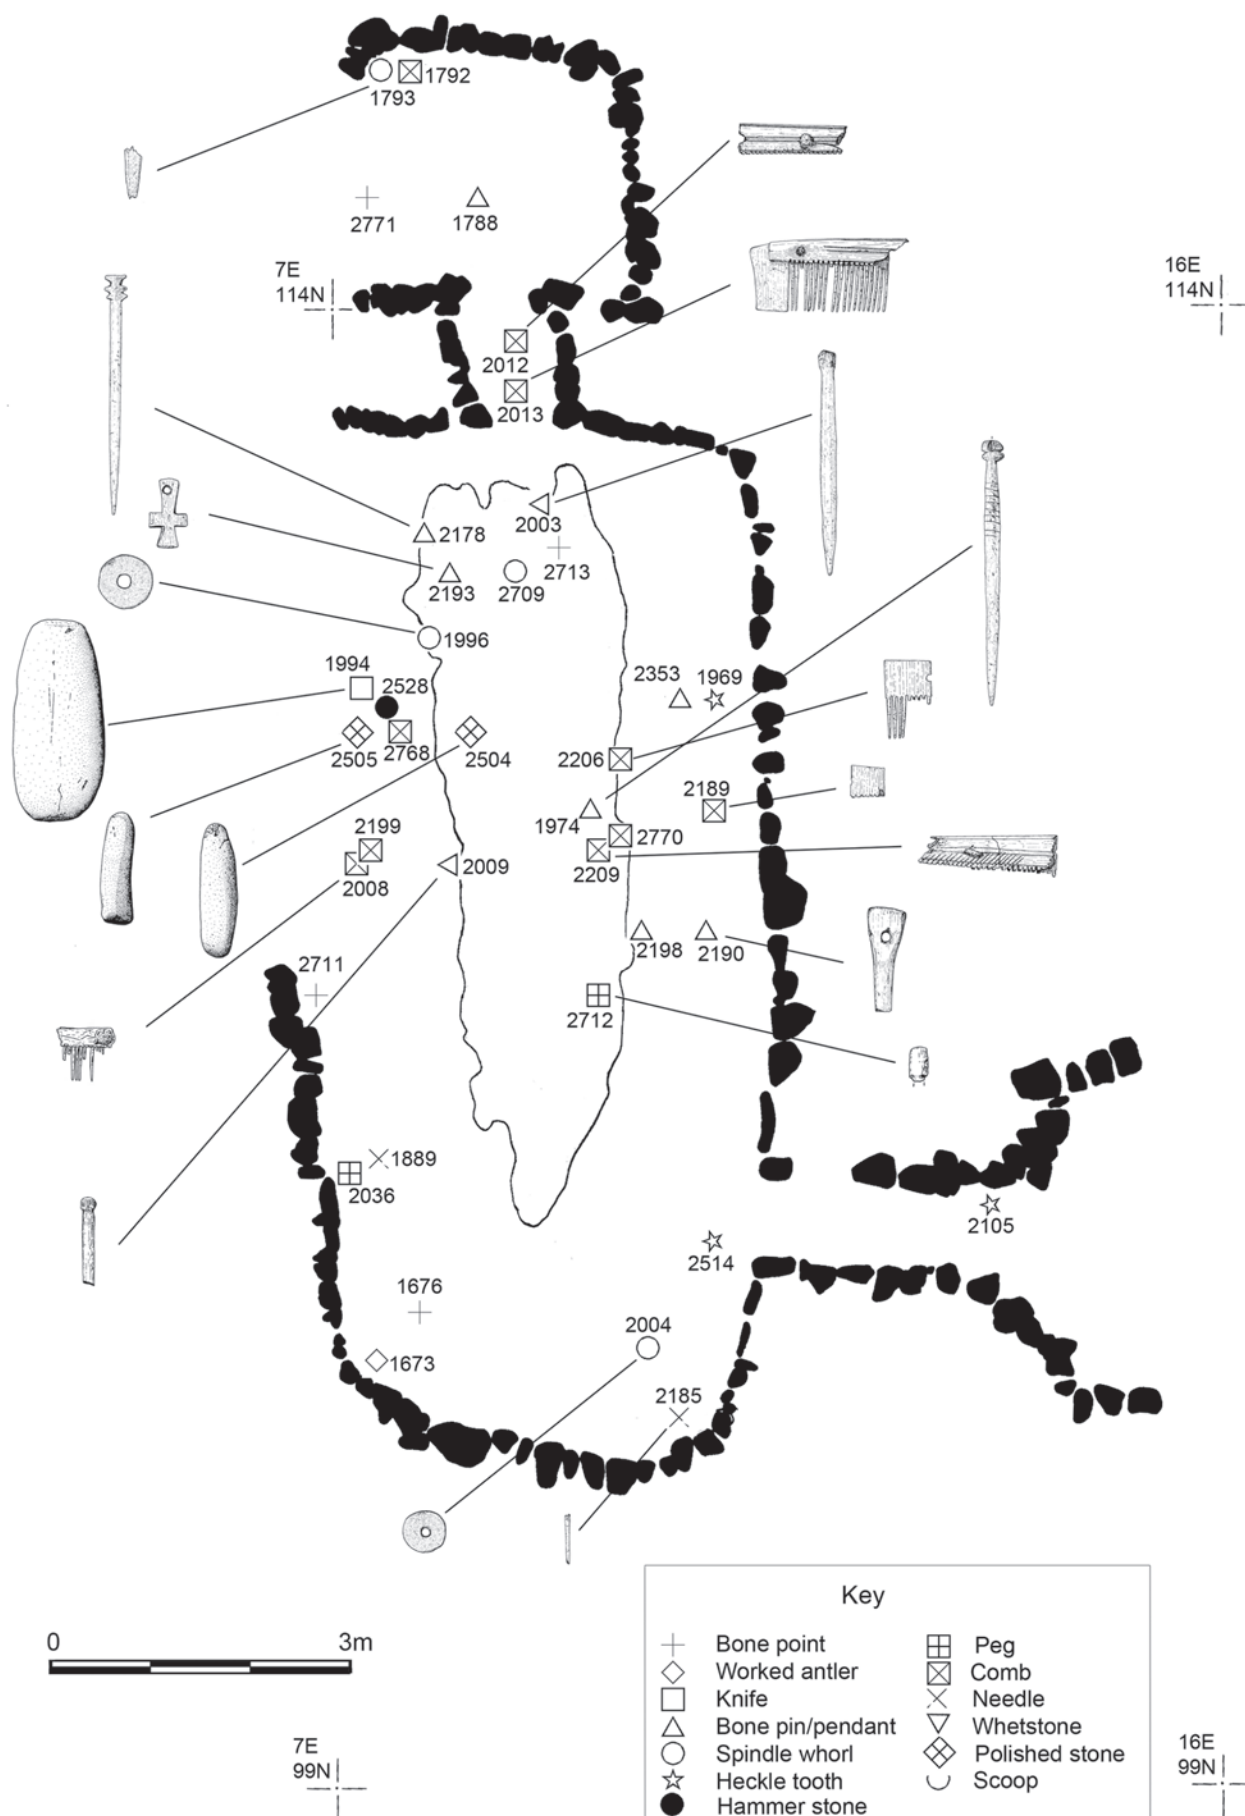 1792
1793
2771
1788
7E
114N
16E
114N
2012
2013
2003
2178
2713
2193
2709
1996
1994
2528
2353
1969
2505
2768
2504
2206
2189
1974
2770
2199
2209
2008
2009
2198
2190
2711
2712
1889
2036
2105
2514
1676
2004
1673
2185
Key
0
3m
Bone point
Peg
Worked antler
Comb
Knife
Needle
Bone pin/pendant
Whetstone
Spindle whorl
Polished stone
Heckle tooth
Scoop
Hammer stone
7E
99N
16E
99N